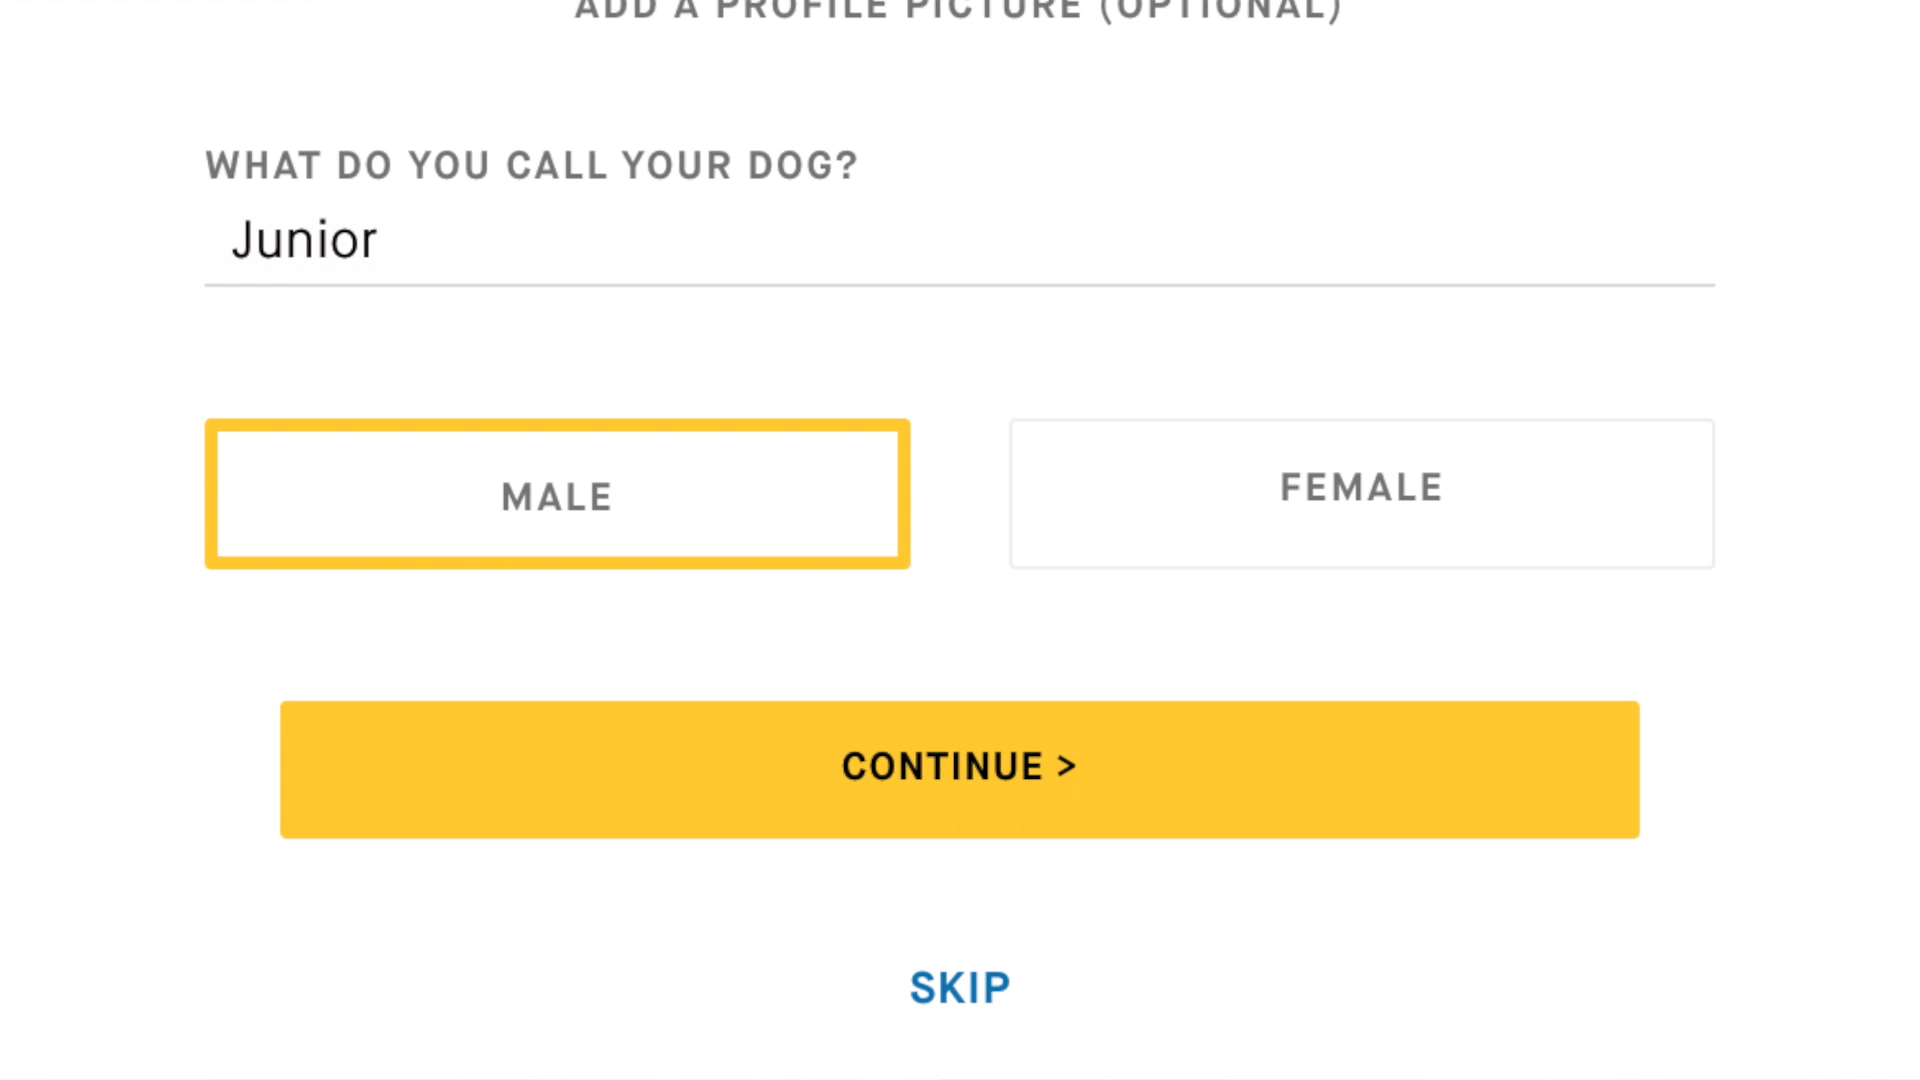 ADD A PROFILE PICTURE (OPTIONAL)
WHAT DO YOU CALL YOUR DOG?
Junior
MALE
FEMALE
CONTINUE >
SKIP